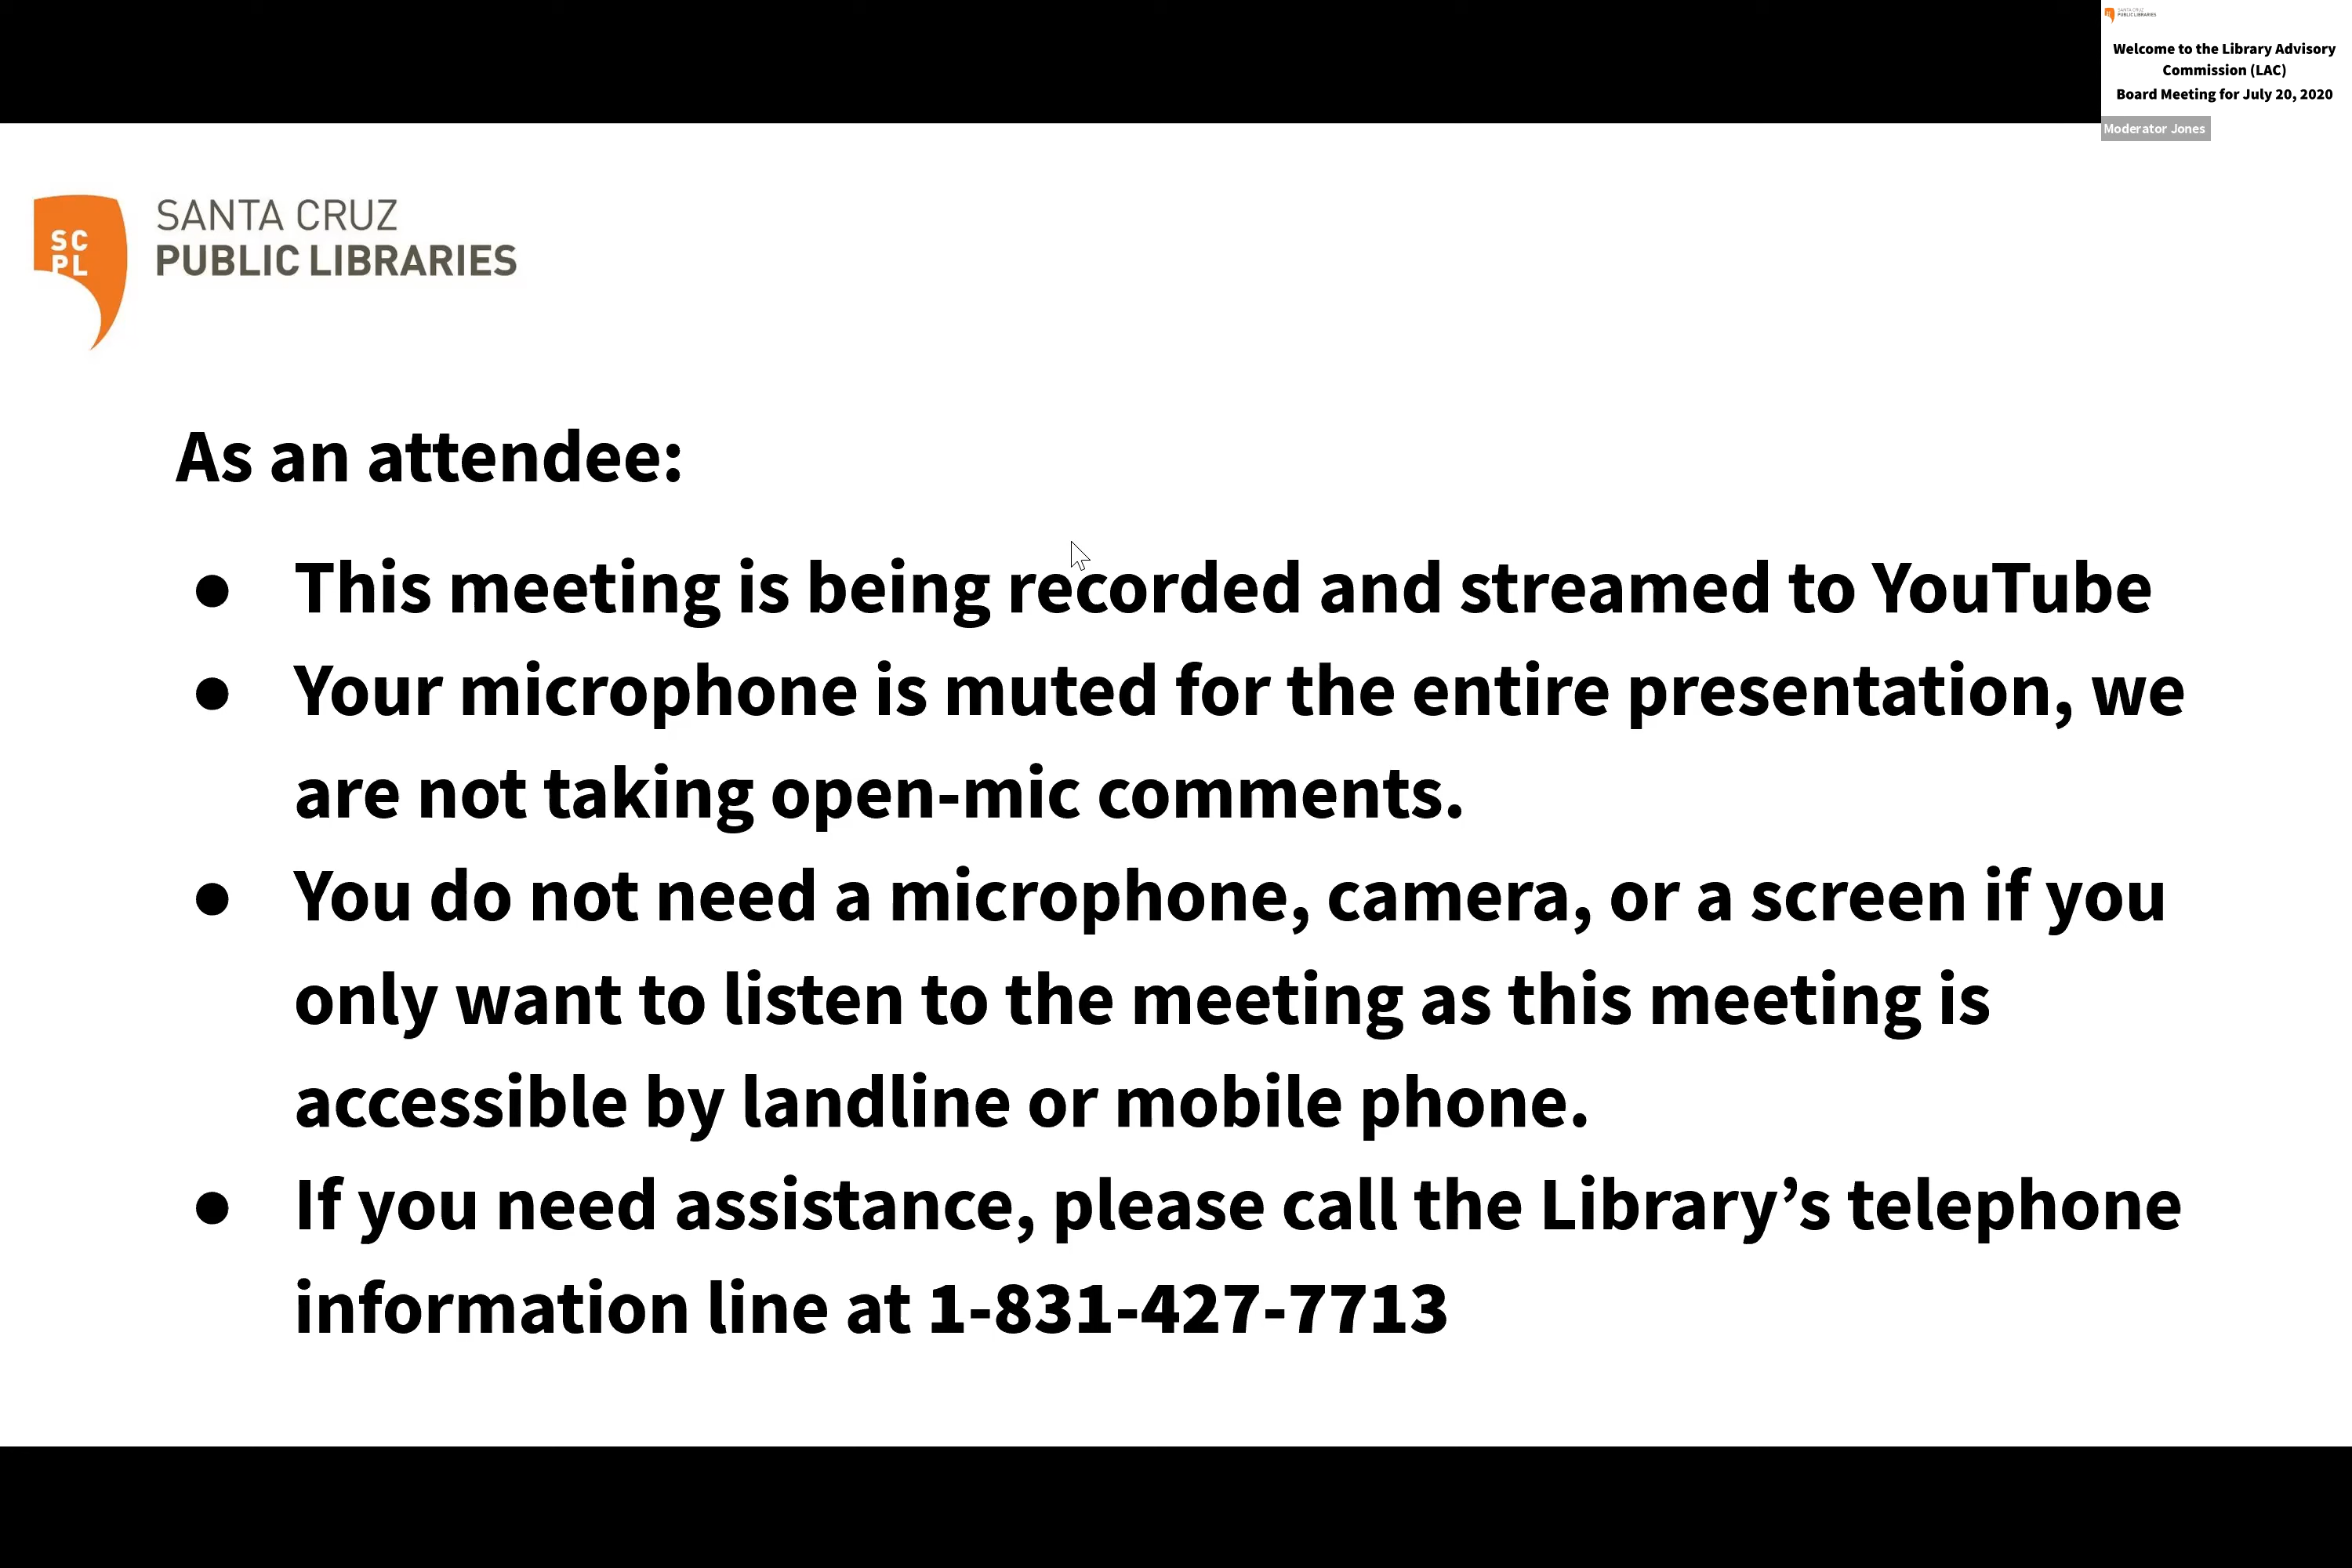 SANTA CRUZ
PUBLIC LIBRARIES
Welcome to the Library Advisory
Commission (LAC)
Board Meeting for July 20, 2020
Moderator Jones
SC
PL
SANTA CRUZ
PUBLIC LIBRARIES
As an attendee:
● This meeting is being recorded and streamed to YouTube
● Your microphone is muted for the entire presentation, we
are not taking open-mic comments.
● You do not need a microphone, camera, or a screen if you
only want to listen to the meeting as this meeting is
accessible by landline or mobile phone.
● If you need assistance, please call the Library’s telephone
information line at 1-831-427-7713